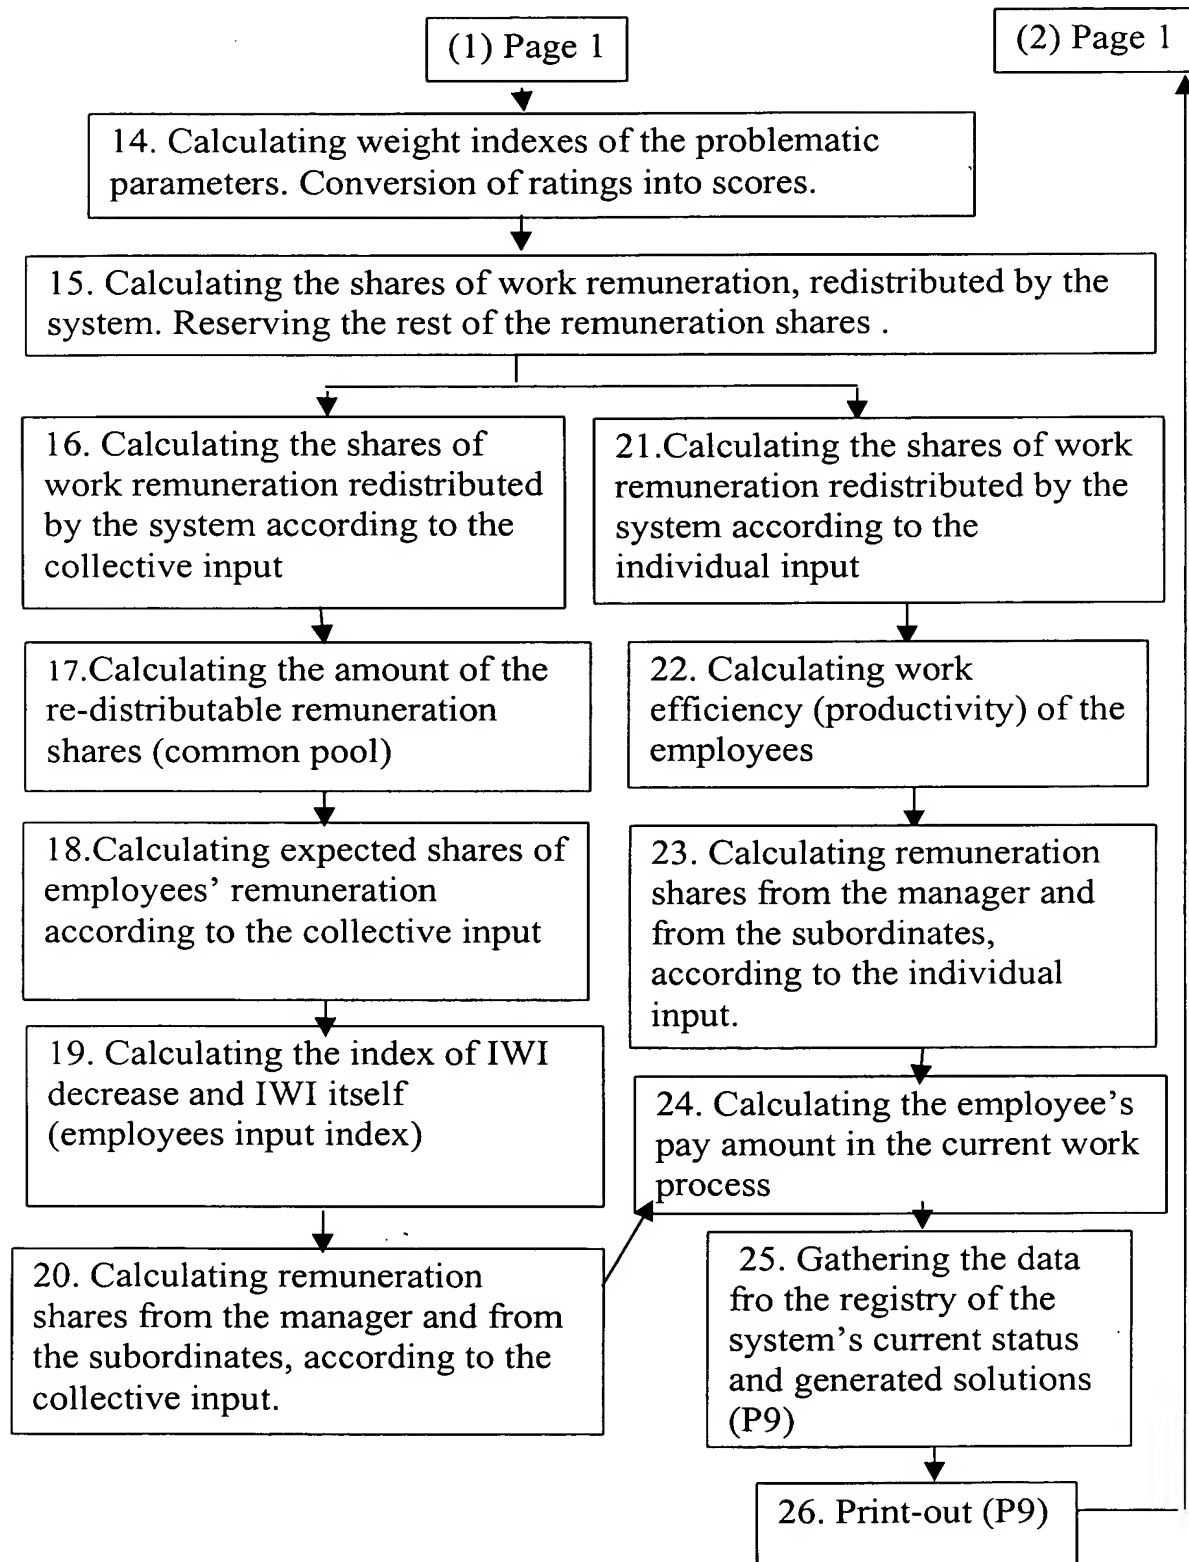 (1) Page 1
(2) Page 1
14. Calculating weight indexes of the problematic
parameters. Conversion of ratings into scores.
15. Calculating the shares of work remuneration, redistributed by the
system. Reserving the rest of the remuneration shares .
16. Calculating the shares of
work remuneration redistributed
by the system according to the
collective input
17.Calculating the amount of the
re-distributable remuneration
shares (common pool)
18.Calculating expected shares of
employees’ remuneration
according to the collective input
19. Calculating the index of IWI
decrease and IWI itself
(employees input index)
20. Calculating remuneration
shares from the manager and from
the subordinates, according to the
collective input.
21.Calculating the shares of work
remuneration redistributed by the
system according to the
individual input
22. Calculating work
efficiency (productivity) of the
employees
23. Calculating remuneration
shares from the manager and
from the subordinates,
according to the individual
input.
24. Calculating the employee’s
pay amount in the current work
process
25. Gathering the data
fro the registry of the
system’s current status
and generated solutions
(P9)
26. Print-out (P9)